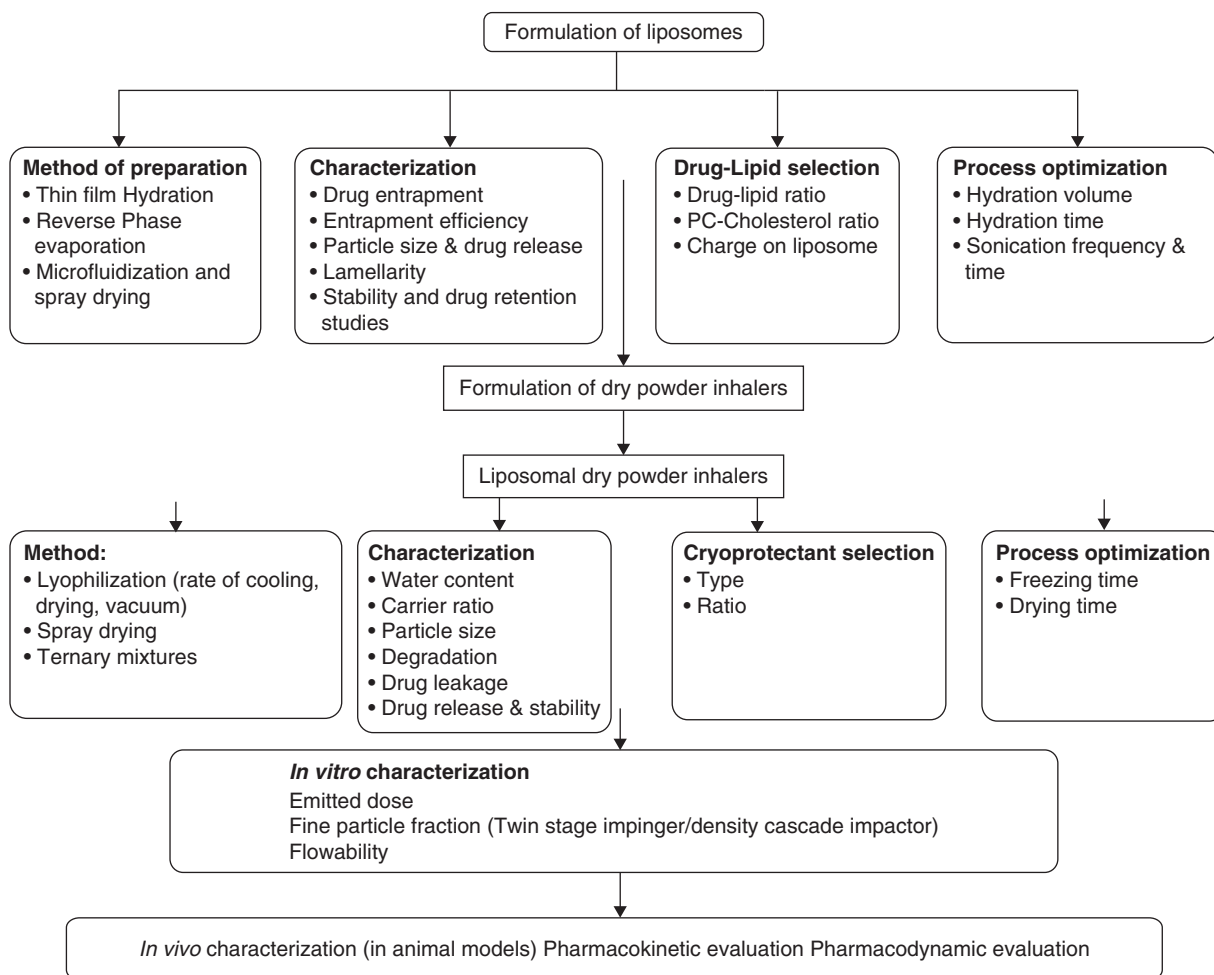 Formulation of liposomes
Method of preparation
• Thin film Hydration
• Reverse Phase
evaporation
• Microfluidization and
spray drying
Characterization
• Drug entrapment
• Entrapment efficiency
• Particle size & drug release
• Lamellarity
• Stability and drug retention
studies
Drug-Lipid selection
• Drug-lipid ratio
• PC-Cholesterol ratio
• Charge on liposome
Process optimization
• Hydration volume
• Hydration time
• Sonication frequency &
time
Formulation of dry powder inhalers
Liposomal dry powder inhalers
Method:
• Lyophilization (rate of cooling,
drying, vacuum)
• Spray drying
• Ternary mixtures
Characterization
• Water content
• Carrier ratio
• Particle size
• Degradation
• Drug leakage
• Drug release & stability
Cryoprotectant selection
• Type
• Ratio
Process optimization
• Freezing time
• Drying time
In vitro characterization
Emitted dose
Fine particle fraction (Twin stage impinger/density cascade impactor)
Flowability
In vivo characterization (in animal models) Pharmacokinetic evaluation Pharmacodynamic evaluation